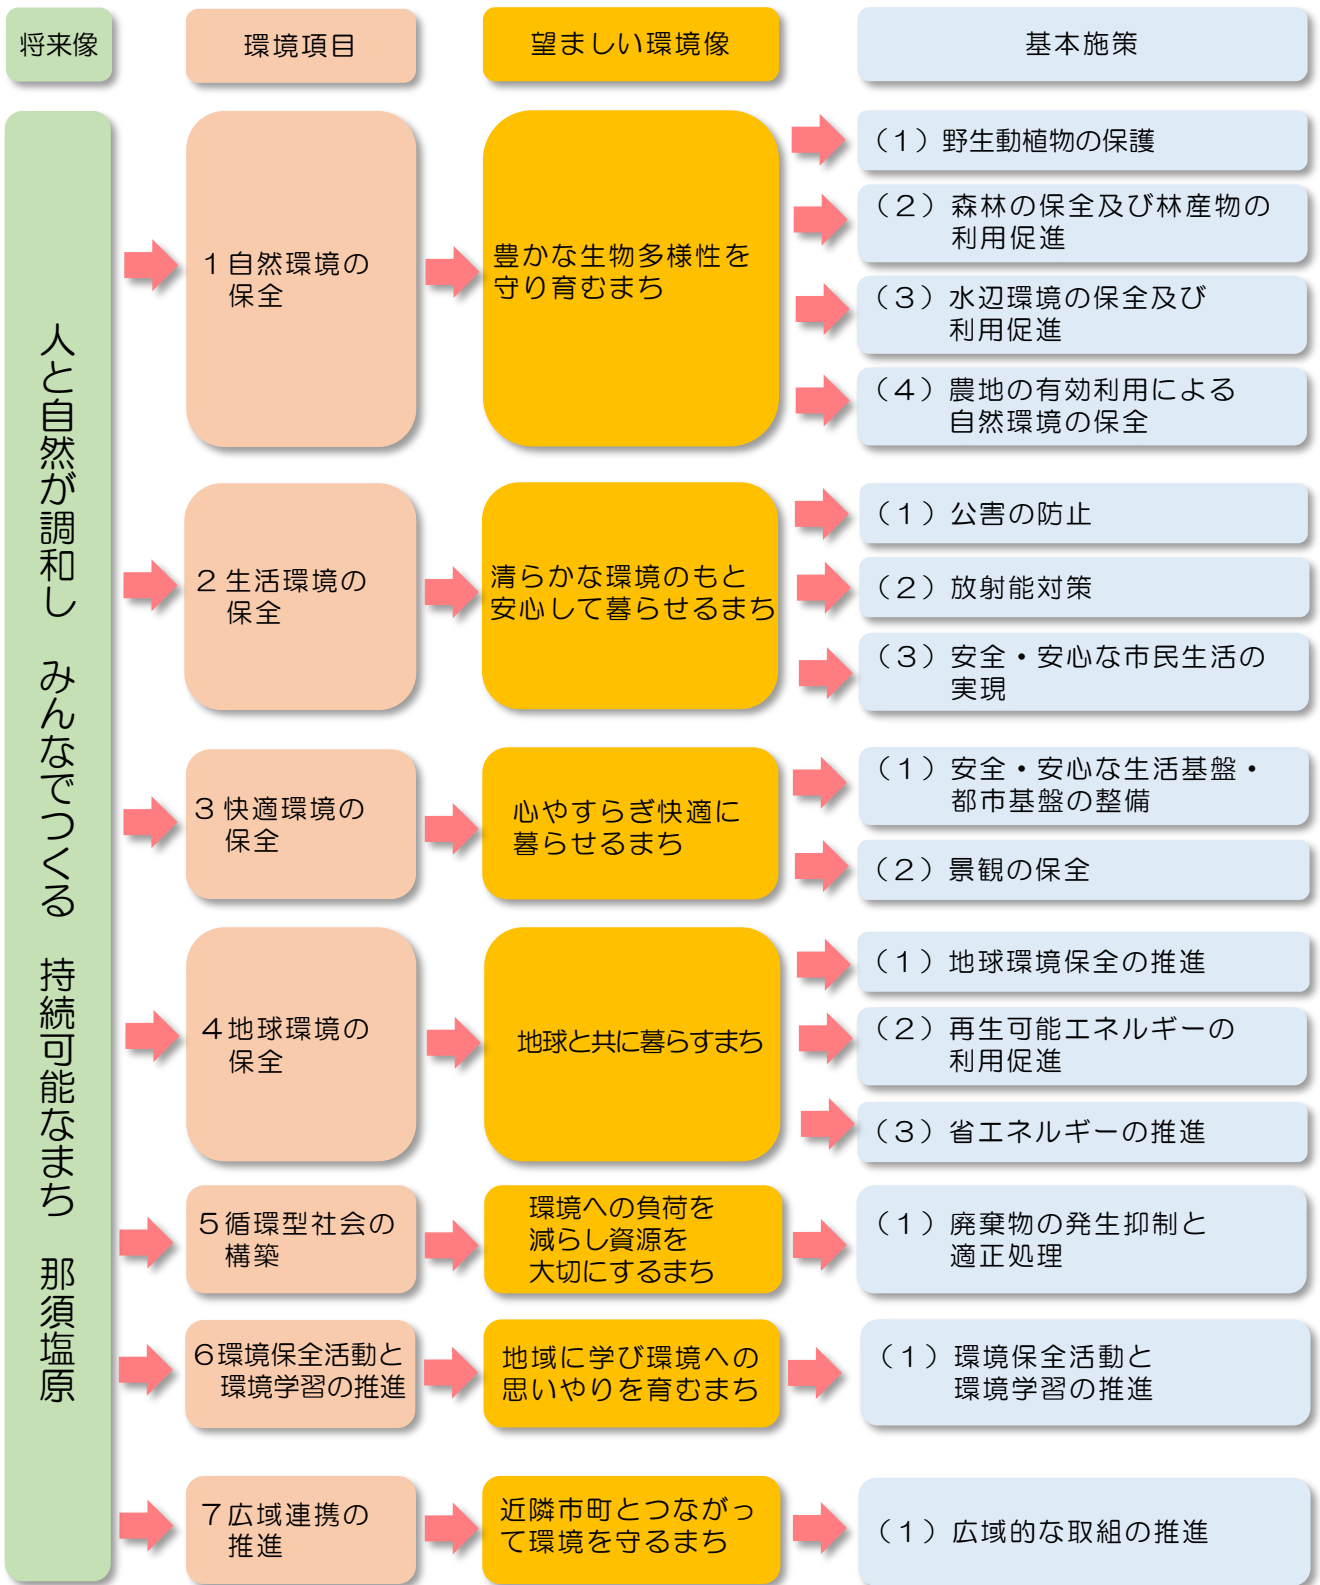 将来像
環境項目
望ましい環境像
基本施策
人と自然が調和し　みんなでつくる　持続可能なまち　那須塩原
１自然環境の
保全
豊かな生物多様性を
守り育むまち
（１）野生動植物の保護
（２）森林の保全及び林産物の
利用促進
（３）水辺環境の保全及び
利用促進
（４）農地の有効利用による
自然環境の保全
２生活環境の
保全
清らかな環境のもと
安心して暮らせるまち
（１）公害の防止
（２）放射能対策
（３）安全・安心な市民生活の
実現
３快適環境の
保全
心やすらぎ快適に
暮らせるまち
（１）安全・安心な生活基盤・
都市基盤の整備
（２）景観の保全
４地球環境の
保全
地球と共に暮らすまち
（１）地球環境保全の推進
（２）再生可能エネルギーの
利用促進
（３）省エネルギーの推進
５循環型社会の
構築
環境への負荷を
減らし資源を
大切にするまち
（１）廃棄物の発生抑制と
適正処理
６環境保全活動と
環境学習の推進
地域に学び環境への
思いやりを育むまち
（１）環境保全活動と
環境学習の推進
７広域連携の
推進
近隣市町とつながっ
て環境を守るまち
（１）広域的な取組の推進